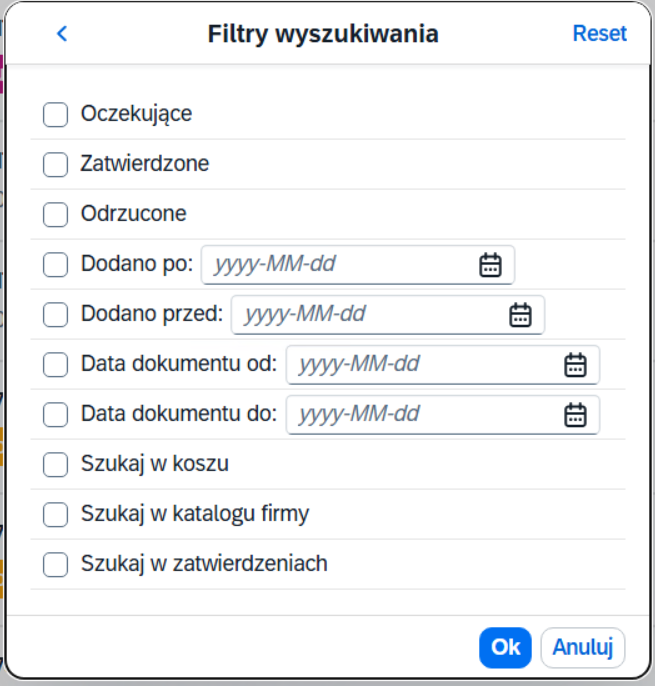 Filtry wyszukiwania Reset
Oczekujące
Zatwierdzone
Odrzucone
Dodano po: yyyy-MM-dd
Dodano przed: yyyy-MM-dd
Data dokumentu od: yyyy-MM-dd
Data dokumentu do: yyyy-MM-dd
Szukaj w koszu
Szukaj w katalogu firmy
Szukaj w zatwierdzeniach
Ok Anuluj